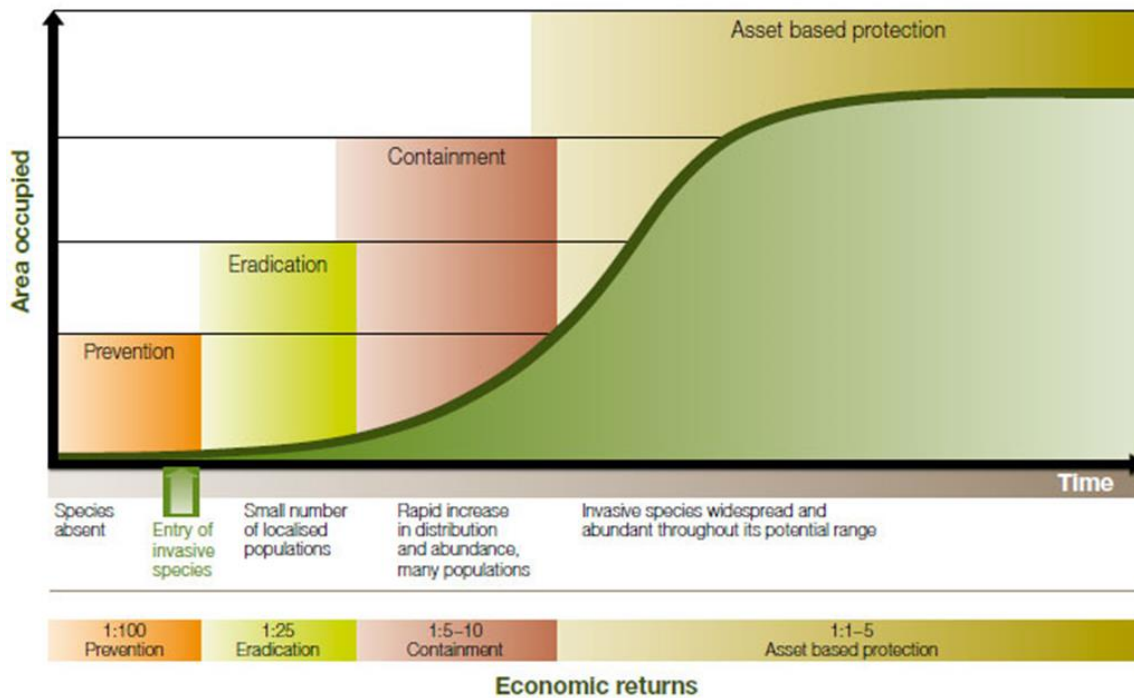 Asset based protection
Containment
Eradication
Prevention
Area occupied
Time
Species
absent
Entry of
invasive
species
Small number
of localised
populations
Rapid increase
in distribution
and abundance,
many populations
Invasive species widespread and
abundant throughout its potential range
1:100
Prevention
1:25
Eradication
1:5–10
Containment
1:1–5
Asset based protection
Economic returns